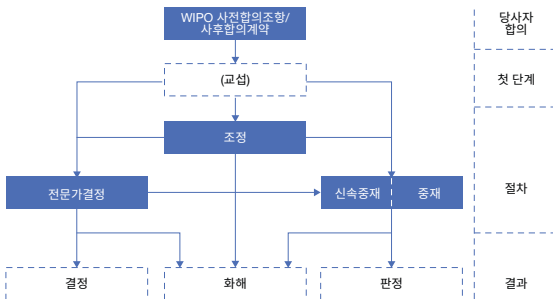 WIPO 사전합의조항/
사후합의계약
당사자
합의
(교섭)
첫 단계
조정
전문가결정
신속중재
중재
절차
결정
화해
판정
결과